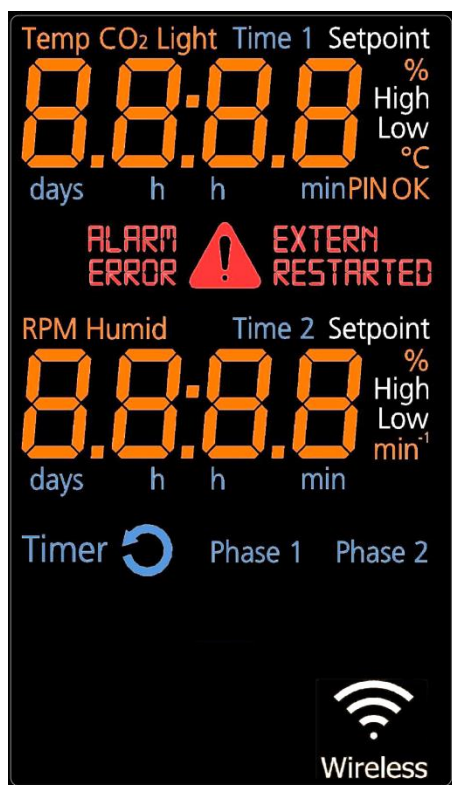 Temp CO₂ Light Time 1 Setpoint
8.8:8.8 %
High
Low
°C
days h h min PIN OK
ALARM EXTERN
ERROR RESTARTED
RPM Humid Time 2 Setpoint
8.8:8.8 %
High
Low
min⁻¹
days h h min
Timer Phase 1 Phase 2
Wireless